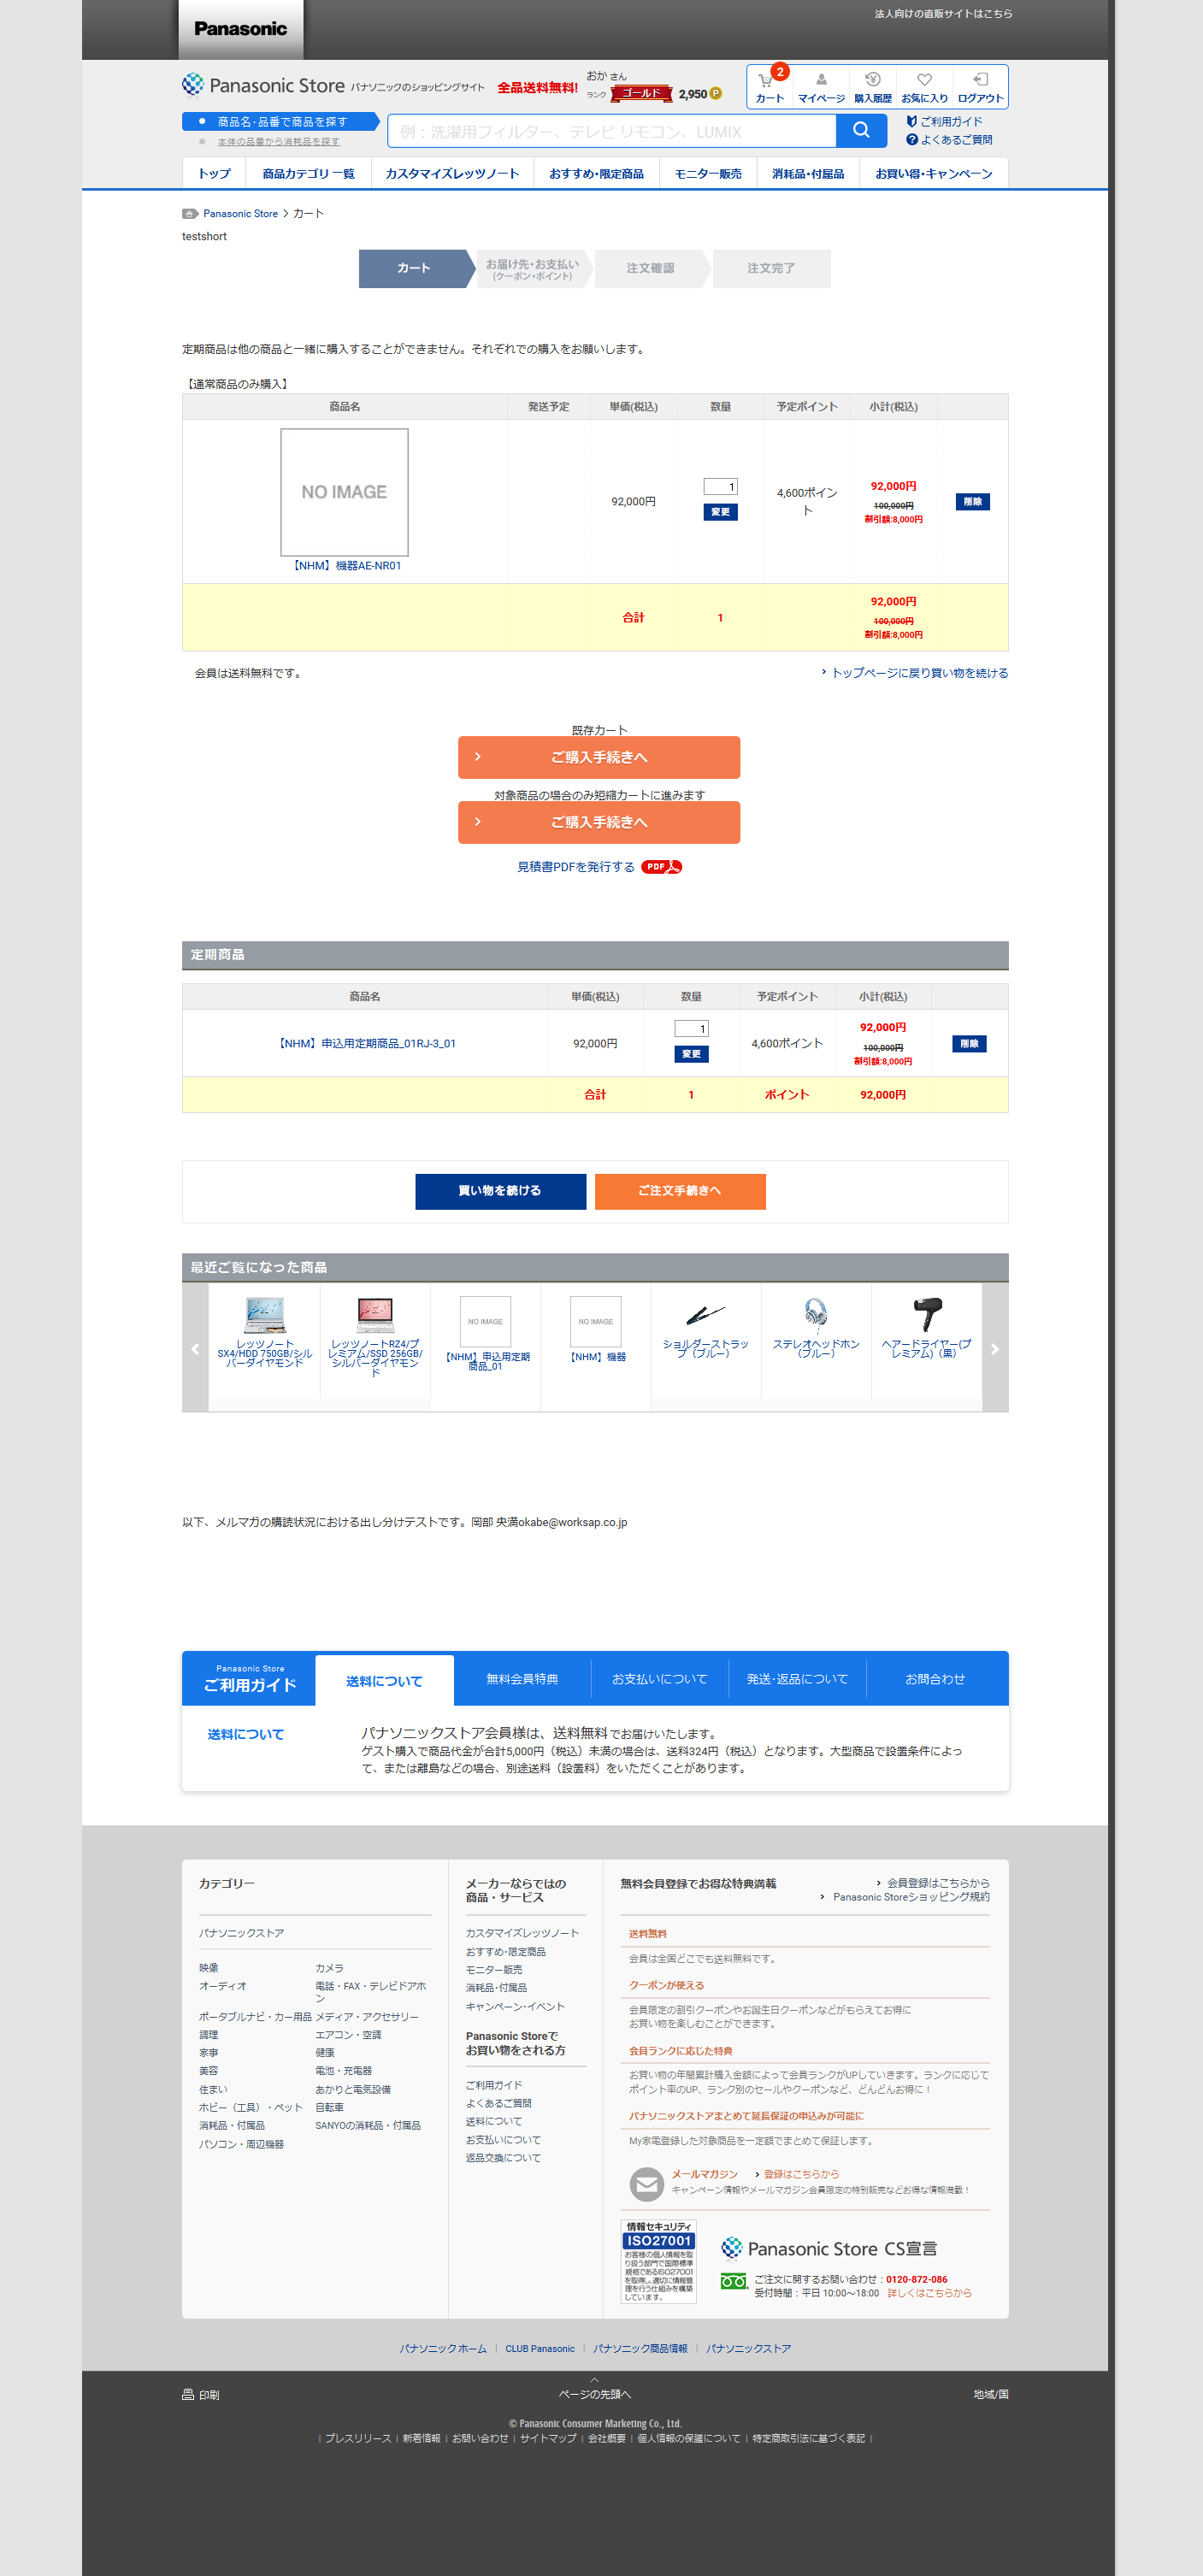 Panasonic
法人向けの直販サイトはこちら
Panasonic Store パナソニックのショッピングサイト 全品送料無料!
おか さん
ランク ゴールド 2,950 P
2
カート マイページ 購入履歴 お気に入り ログアウト
商品名・品番で商品を探す
本体の品番から消耗品を探す
例：洗濯用フィルター、テレビ リモコン、LUMIX
ご利用ガイド
よくあるご質問
トップ 商品カテゴリ 一覧 カスタマイズレッツノート おすすめ・限定商品 モニター販売 消耗品・付属品 お買い得・キャンペーン
Panasonic Store > カート
testshort
カート お届け先・お支払い 注文確認 注文完了
(クーポン・ポイント)
定期商品は他の商品と一緒に購入することができません。それぞれでの購入をお願いします。
【通常商品のみ購入】
商品名 発送予定 単価(税込) 数量 予定ポイント 小計(税込)
NO IMAGE
【NHM】機器AE-NR01
92,000円
1
変更
4,600ポイン
ト
92,000円
100,000円
割引額:8,000円
削除
合計 1
92,000円
100,000円
割引額:8,000円
会員は送料無料です。
トップページに戻り買い物を続ける
既存カート
ご購入手続きへ
対象商品の場合のみ短縮カートに進みます
ご購入手続きへ
見積書PDFを発行する PDF
定期商品
商品名 単価(税込) 数量 予定ポイント 小計(税込)
【NHM】申込用定期商品_01RJ-3_01
92,000円
1
変更
4,600ポイント
92,000円
100,000円
割引額:8,000円
削除
合計 1 ポイント 92,000円
買い物を続ける ご注文手続きへ
最近ご覧になった商品
レッツノート
SX4/HDD 750GB/シル
バーダイヤモンド
レッツノートRZ4/プ
レミアム/SSD 256GB/
シルバーダイヤモン
ド
NO IMAGE
【NHM】申込用定期
商品_01
NO IMAGE
【NHM】機器
ショルダーストラッ
プ（ブルー）
ステレオヘッドホン
（ブルー）
ヘアードライヤー(プ
レミアム)（黒）
以下、メルマガの購読状況における出し分けテストです。岡部 央満okabe@worksap.co.jp
Panasonic Store
ご利用ガイド
送料について 無料会員特典 お支払いについて 発送・返品について お問合わせ
送料について
パナソニックストア会員様は、送料無料でお届けいたします。
ゲスト購入で商品代金が合計5,000円（税込）未満の場合は、送料324円（税込）となります。大型商品で設置条件によっ
て、または離島などの場合、別途送料（設置料）をいただくことがあります。
カテゴリー
パナソニックストア
映像 カメラ
オーディオ 電話・FAX・テレビドアホ
ン
ポータブルナビ・カー用品 メディア・アクセサリー
調理 エアコン・空調
家事 健康
美容 電池・充電器
住まい あかりと電気設備
ホビー（工具）・ペット 自転車
消耗品・付属品 SANYOの消耗品・付属品
パソコン・周辺機器
メーカーならではの
商品・サービス
カスタマイズレッツノート
おすすめ・限定商品
モニター販売
消耗品・付属品
キャンペーン・イベント
Panasonic Storeで
お買い物をされる方
ご利用ガイド
よくあるご質問
送料について
お支払いについて
返品交換について
無料会員登録でお得な特典満載
会員登録はこちらから
Panasonic Storeショッピング規約
送料無料
会員は全国どこでも送料無料です。
クーポンが使える
会員限定の割引クーポンやお誕生日クーポンなどがもらえてお得に
お買い物を楽しむことができます。
会員ランクに応じた特典
お買い物の年間累計購入金額によって会員ランクがUPしていきます。ランクに応じて
ポイント率のUP、ランク別のセールやクーポンなど、どんどんお得に！
パナソニックストアまとめて延長保証の申込みが可能に
My家電登録した対象商品を一定額でまとめて保証します。
メールマガジン 登録はこちらから
キャンペーン情報やメールマガジン会員限定の特別販売などお得な情報満載！
情報セキュリティ
ISO27001
お客様の個人情報を取
り扱う部門で国際標準
規格であるISO27001
を取得し、適切に情報管
理を行う仕組みを構築
しています。
Panasonic Store CS宣言
ご注文に関するお問い合わせ：0120-872-086
受付時間：平日 10:00～18:00 詳しくはこちらから
パナソニック ホーム | CLUB Panasonic | パナソニック商品情報 | パナソニックストア
印刷
ページの先頭へ
地域/国
© Panasonic Consumer Marketing Co., Ltd.
| プレスリリース | 新着情報 | お問い合わせ | サイトマップ | 会社概要 | 個人情報の保護について | 特定商取引法に基づく表記 |